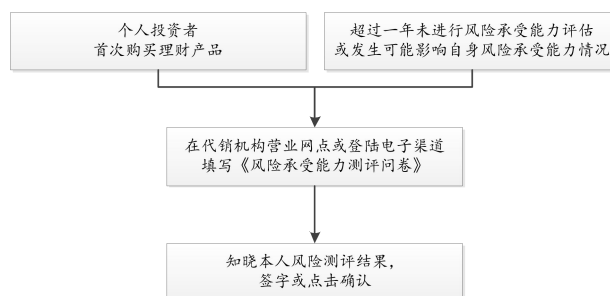 个人投资者
首次购买理财产品
超过一年未进行风险承受能力评估
或发生可能影响自身风险承受能力情况
在代销机构营业网点或登陆电子渠道
填写《风险承受能力测评问卷》
知晓本人风险测评结果，
签字或点击确认